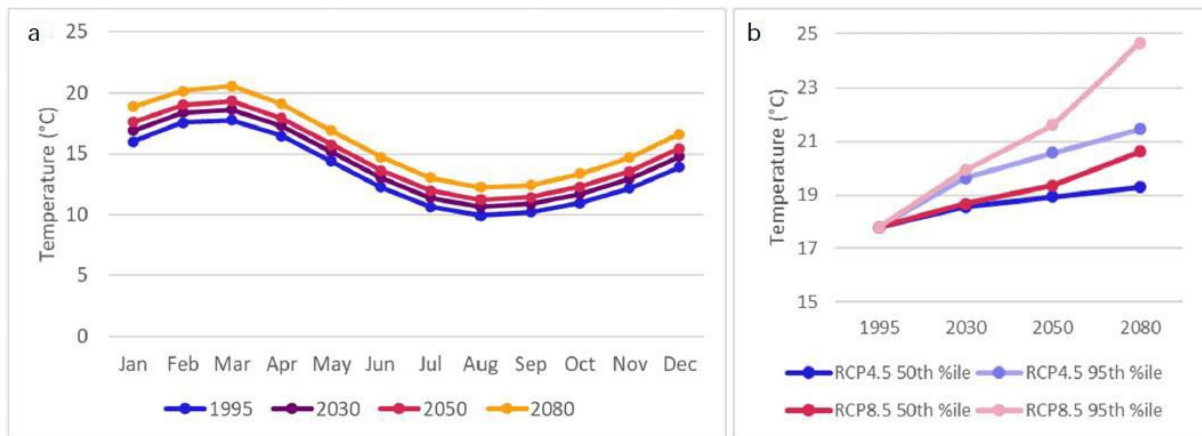 a
25
20
15
10
5
0
Temperature (°C)
Jan Feb Mar Apr May Jun Jul Aug Sep Oct Nov Dec
1995 2030 2050 2080
b
25
23
21
19
17
15
Temperature (°C)
1995 2030 2050 2080
RCP4.5 50th %ile RCP4.5 95th %ile
RCP8.5 50th %ile RCP8.5 95th %ile